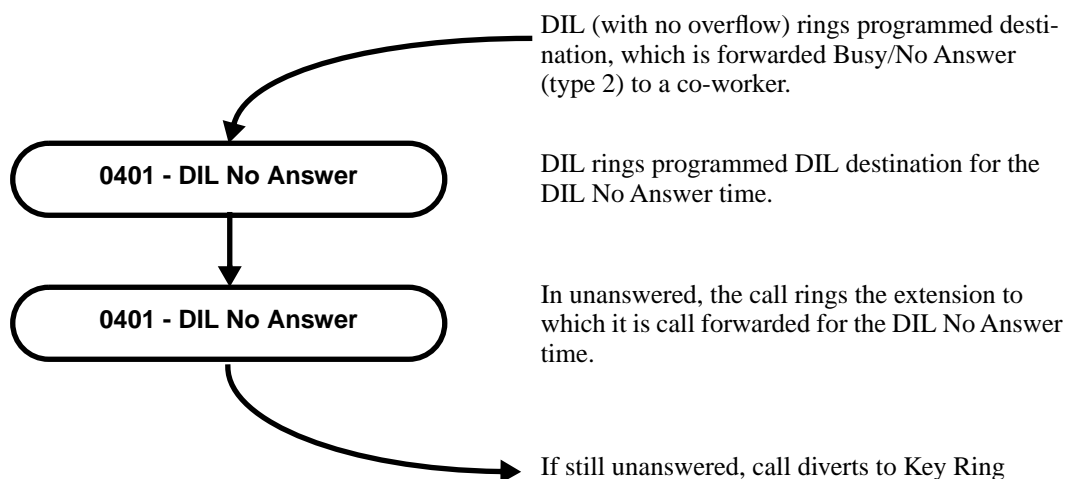 DIL (with no overflow) rings programmed desti-
nation, which is forwarded Busy/No Answer
(type 2) to a co-worker.
0401 - DIL No Answer
DIL rings programmed DIL destination for the
DIL No Answer time.
0401 - DIL No Answer
In unanswered, the call rings the extension to
which it is call forwarded for the DIL No Answer
time.
If still unanswered, call diverts to Key Ring